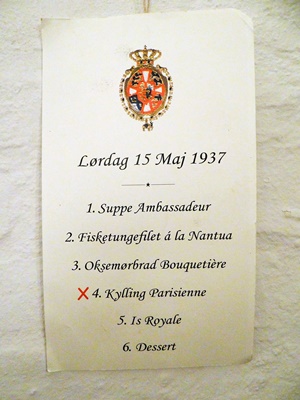 Lørdag 15 Maj 1937
1. Suppe Ambassadeur
2. Fisketungefilet á la Nantua
3. Oksemørbrad Bouquetière
X 4. Kylling Parisienne
5. Is Royale
6. Dessert